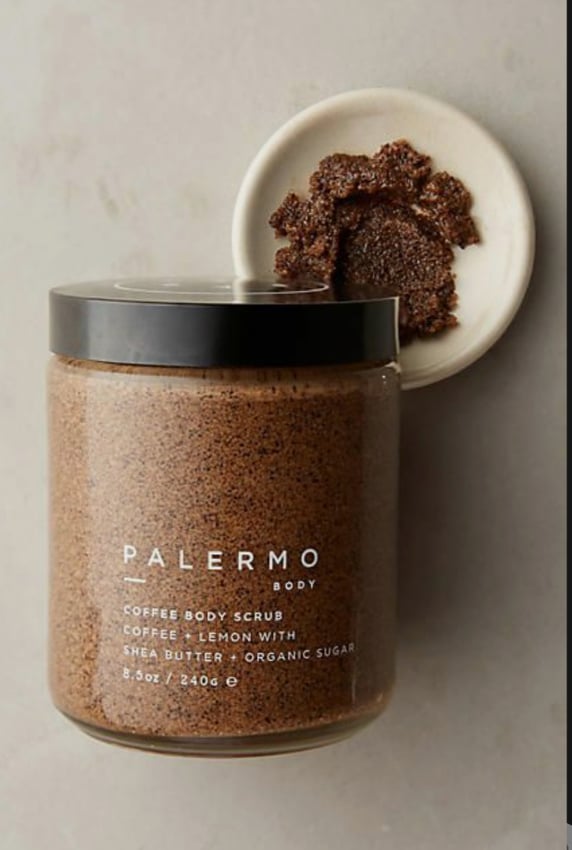 PALERMO
BODY
COFFEE BODY SCRUB
COFFEE + LEMON WITH
SHEA BUTTER + ORGANIC SUGAR
8.5oz / 240G ℮